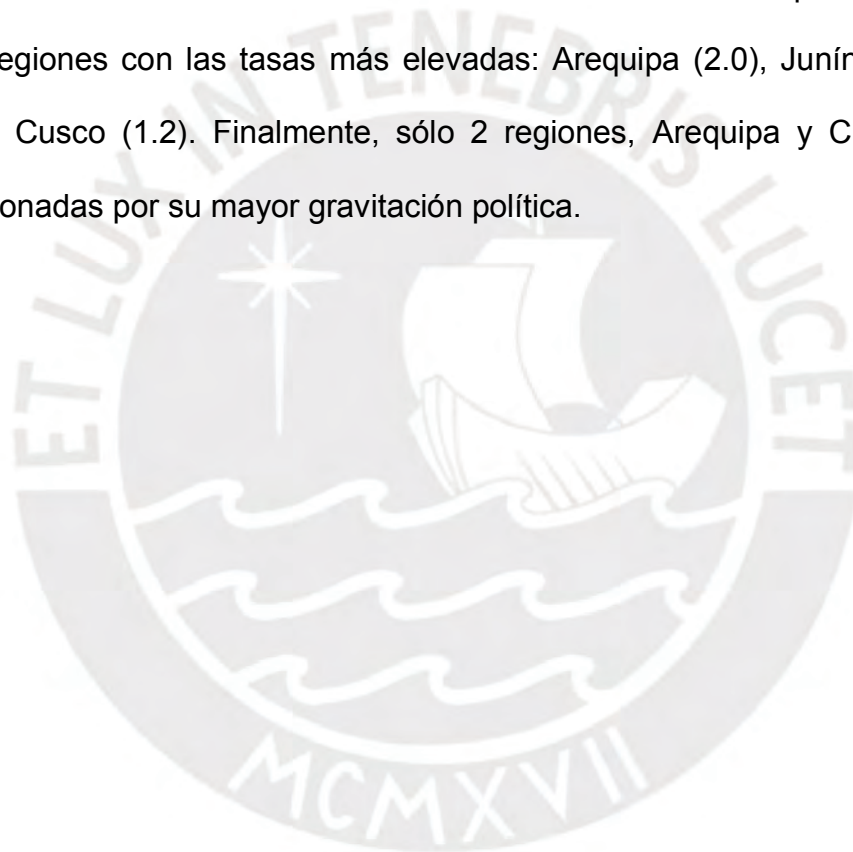 egiones con las tasas más elevadas: Arequipa (2.0), Junín
Cusco (1.2). Finalmente, sólo 2 regiones, Arequipa y C
onadas por su mayor gravitación política.
ET LUX IN TENEBRIS LUCET
MCMXVII